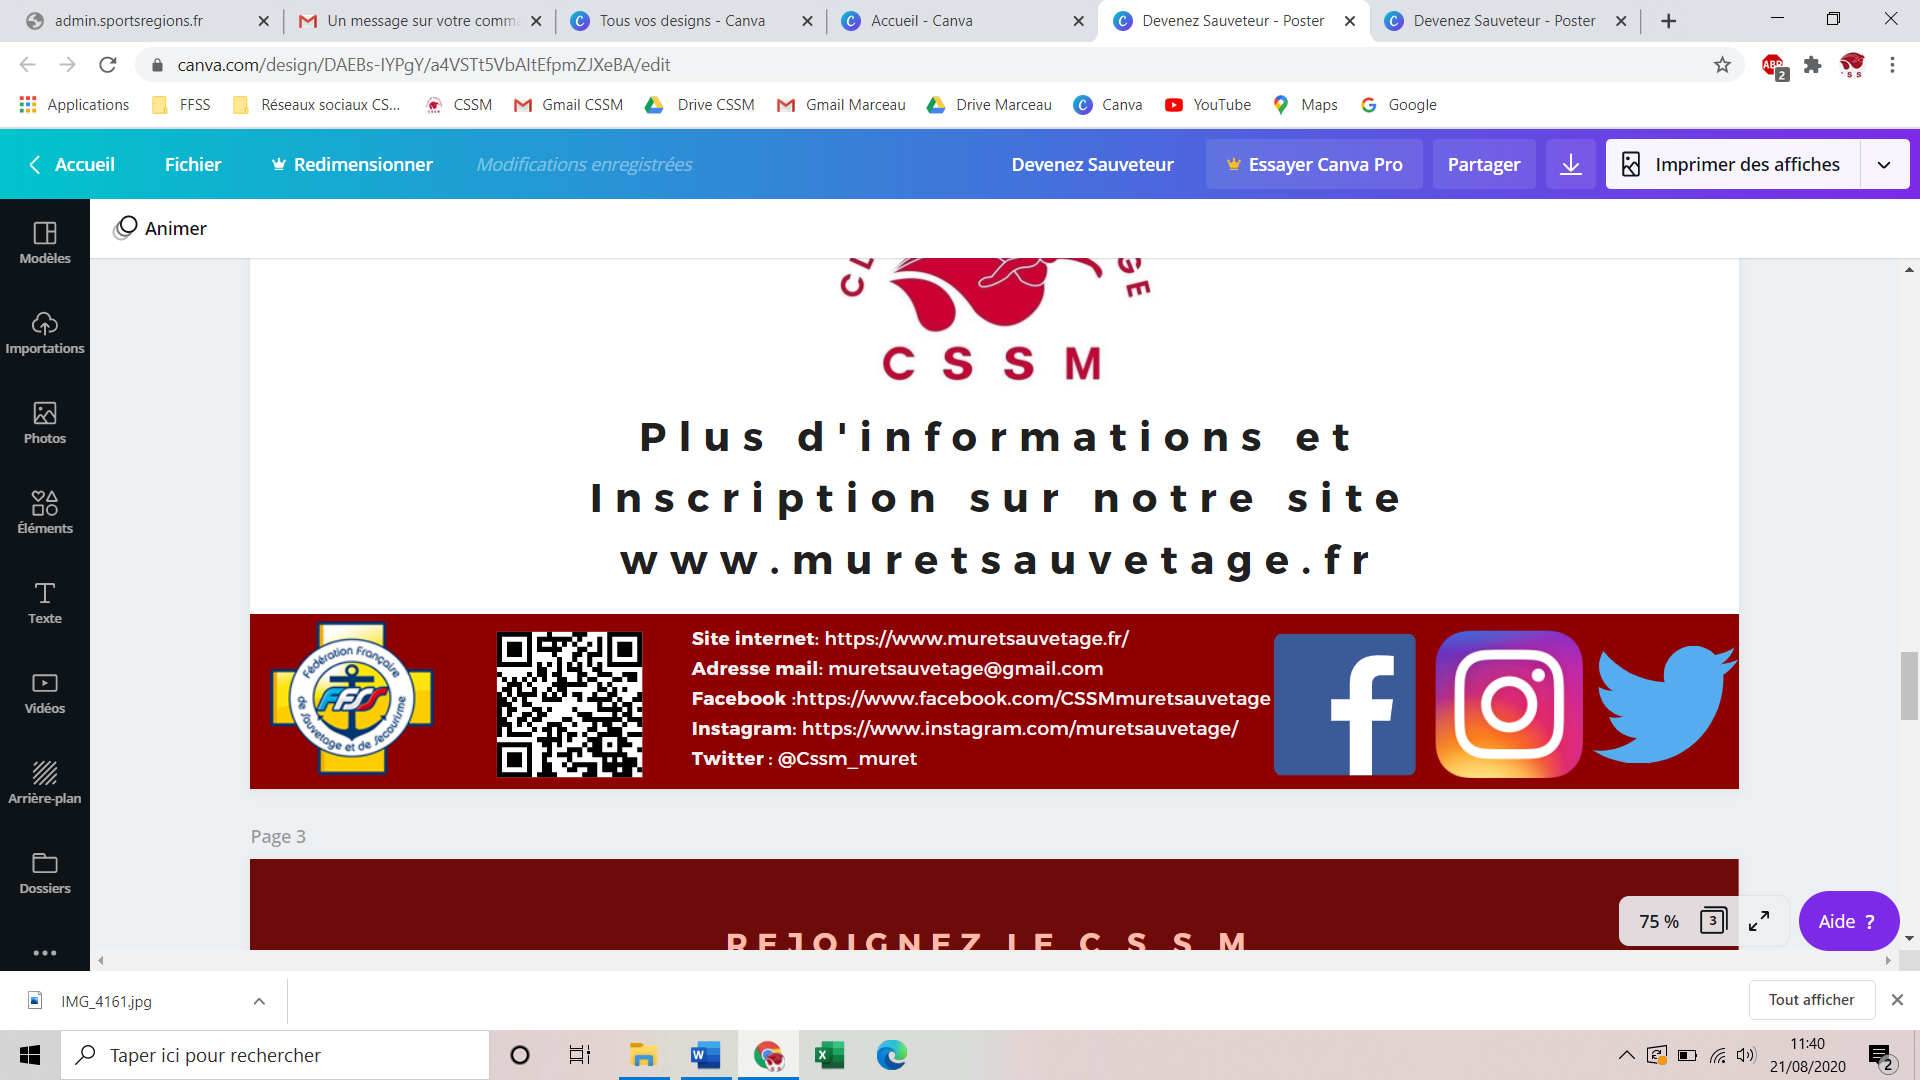 admin.sportsregions.fr
Un message sur votre comm
Tous vos designs - Canva
Accueil - Canva
Devenez Sauveteur - Poster
Devenez Sauveteur - Poster
canva.com/design/DAEBs-IYPgY/a4VSTt5VbAItEfpmZJXeBA/edit
ABP
2
Applications
FFSS
Réseaux sociaux CS...
CSSM
Gmail CSSM
Drive CSSM
Gmail Marceau
Drive Marceau
Canva
YouTube
Maps
Google
Accueil
Fichier
Redimensionner
Modifications enregistrées
Devenez Sauveteur
Essayer Canva Pro
Partager
Imprimer des affiches
Animer
Modèles
Importations
Photos
Éléments
Texte
Vidéos
Arrière-plan
Dossiers
CSSM
Plus d'informations et
Inscription sur notre site
www.muretsauvetage.fr
Fédération Française
FFSS
de Sauvetage et de Secourisme
Site internet: https://www.muretsauvetage.fr/
Adresse mail: muretsauvetage@gmail.com
Facebook :https://www.facebook.com/CSSMmuretsauvetage
Instagram: https://www.instagram.com/muretsauvetage/
Twitter : @Cssm_muret
Page 3
REJOIGNEZ LE C S S M
75 %
3
Aide ?
IMG_4161.jpg
Tout afficher
Taper ici pour rechercher
11:40
21/08/2020
2